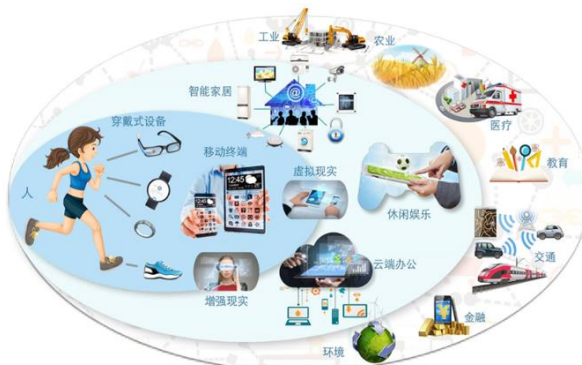 工业
农业
智能家居
医疗
穿戴式设备
移动终端
虚拟现实
教育
人
休闲娱乐
云端办公
交通
增强现实
金融
环境